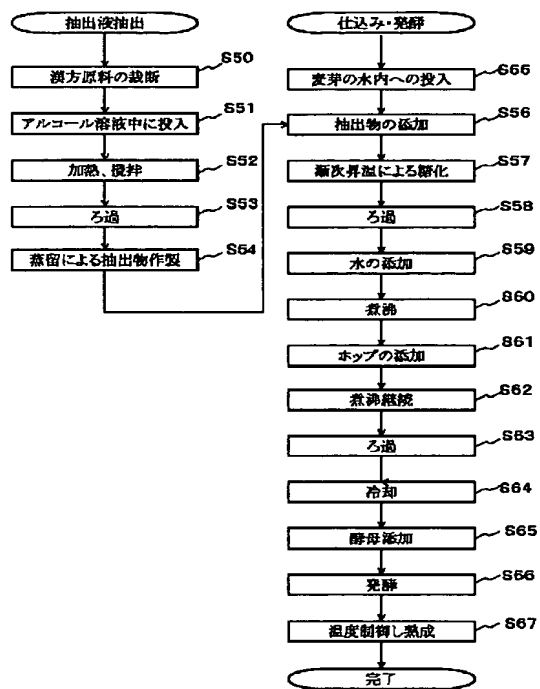 抽出液抽出
S50
漢方原料の裁断
S51
アルコール溶液中に投入
S52
加熱、攪拌
S53
ろ過
S54
蒸留による抽出物作製
仕込み・発酵
S55
麦芽の水内への投入
S56
抽出物の添加
S57
漸次昇温による糖化
S58
ろ過
S59
水の添加
S60
煮沸
S61
ホップの添加
S62
煮沸継続
S63
ろ過
S64
冷却
S65
酵母添加
S66
発酵
S67
温度制御し熟成
完了